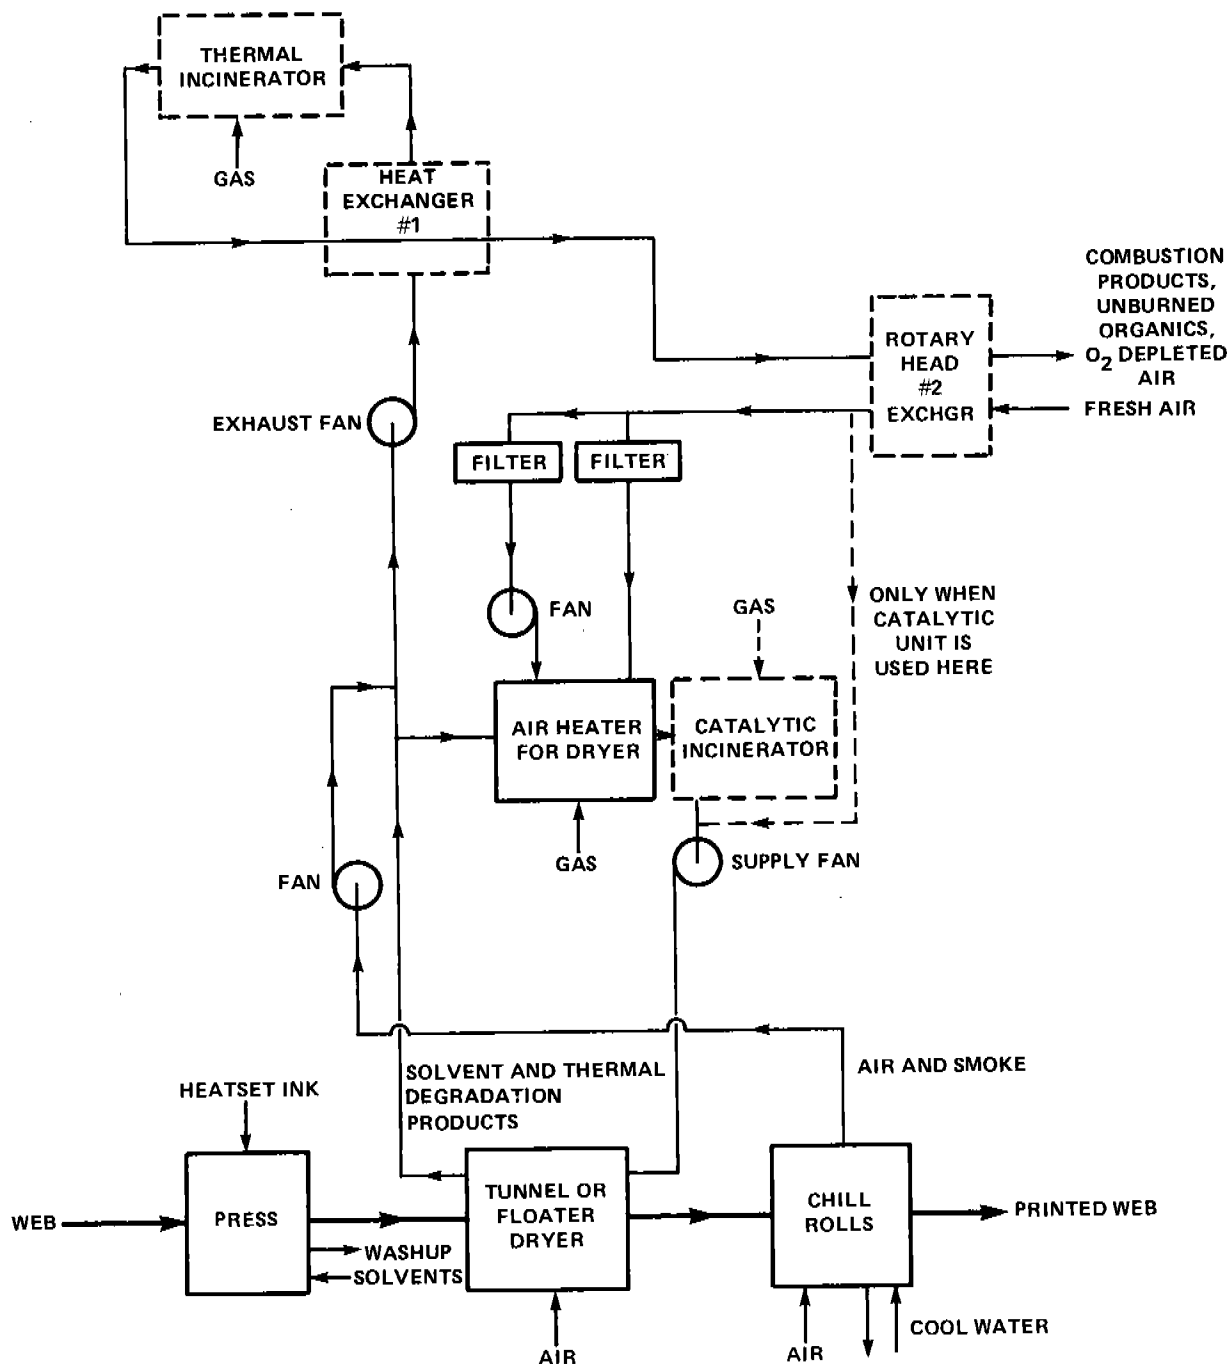 THERMAL
INCINERATOR
GAS
HEAT
EXCHANGER
#1
COMBUSTION
PRODUCTS,
UNBURNED
ORGANICS,
O2 DEPLETED
AIR
ROTARY
HEAD
#2
EXCHGR
FRESH AIR
EXHAUST FAN
FILTER
FILTER
FAN
GAS
ONLY WHEN
CATALYTIC
UNIT IS
USED HERE
AIR HEATER
FOR DRYER
CATALYTIC
INCINERATOR
GAS
SUPPLY FAN
FAN
AIR AND SMOKE
SOLVENT AND THERMAL
DEGRADATION
PRODUCTS
HEATSET INK
WEB
PRESS
WASHUP
SOLVENTS
TUNNEL OR
FLOATER
DRYER
CHILL
ROLLS
PRINTED WEB
AIR
AIR
COOL WATER